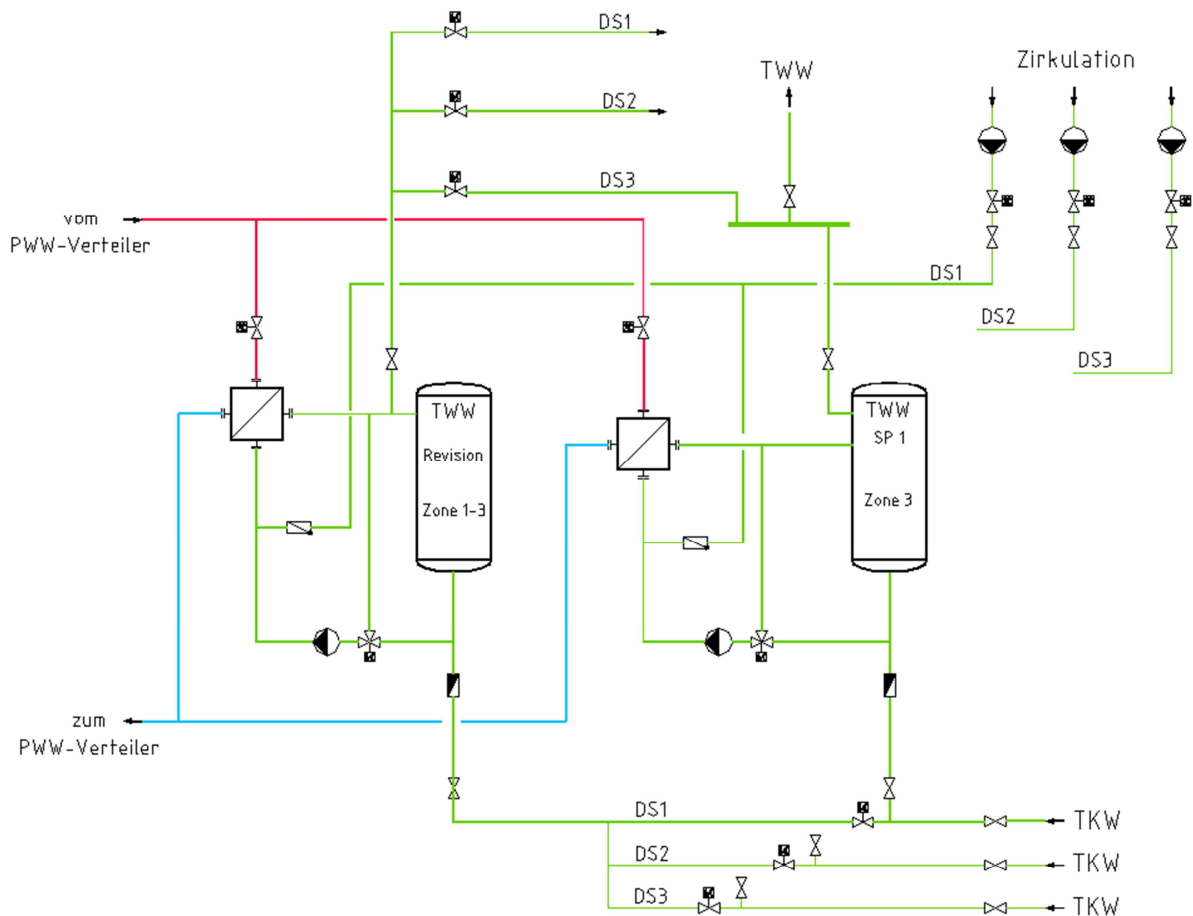 DS1
DS2
DS3
TWW
Zirkulation
vom
PWW-Verteiler
DS1
DS2
DS3
TWW
Revision
Zone 1-3
TWW
SP 1
Zone 3
zum
PWW-Verteiler
DS1
TKW
DS2
TKW
DS3
TKW